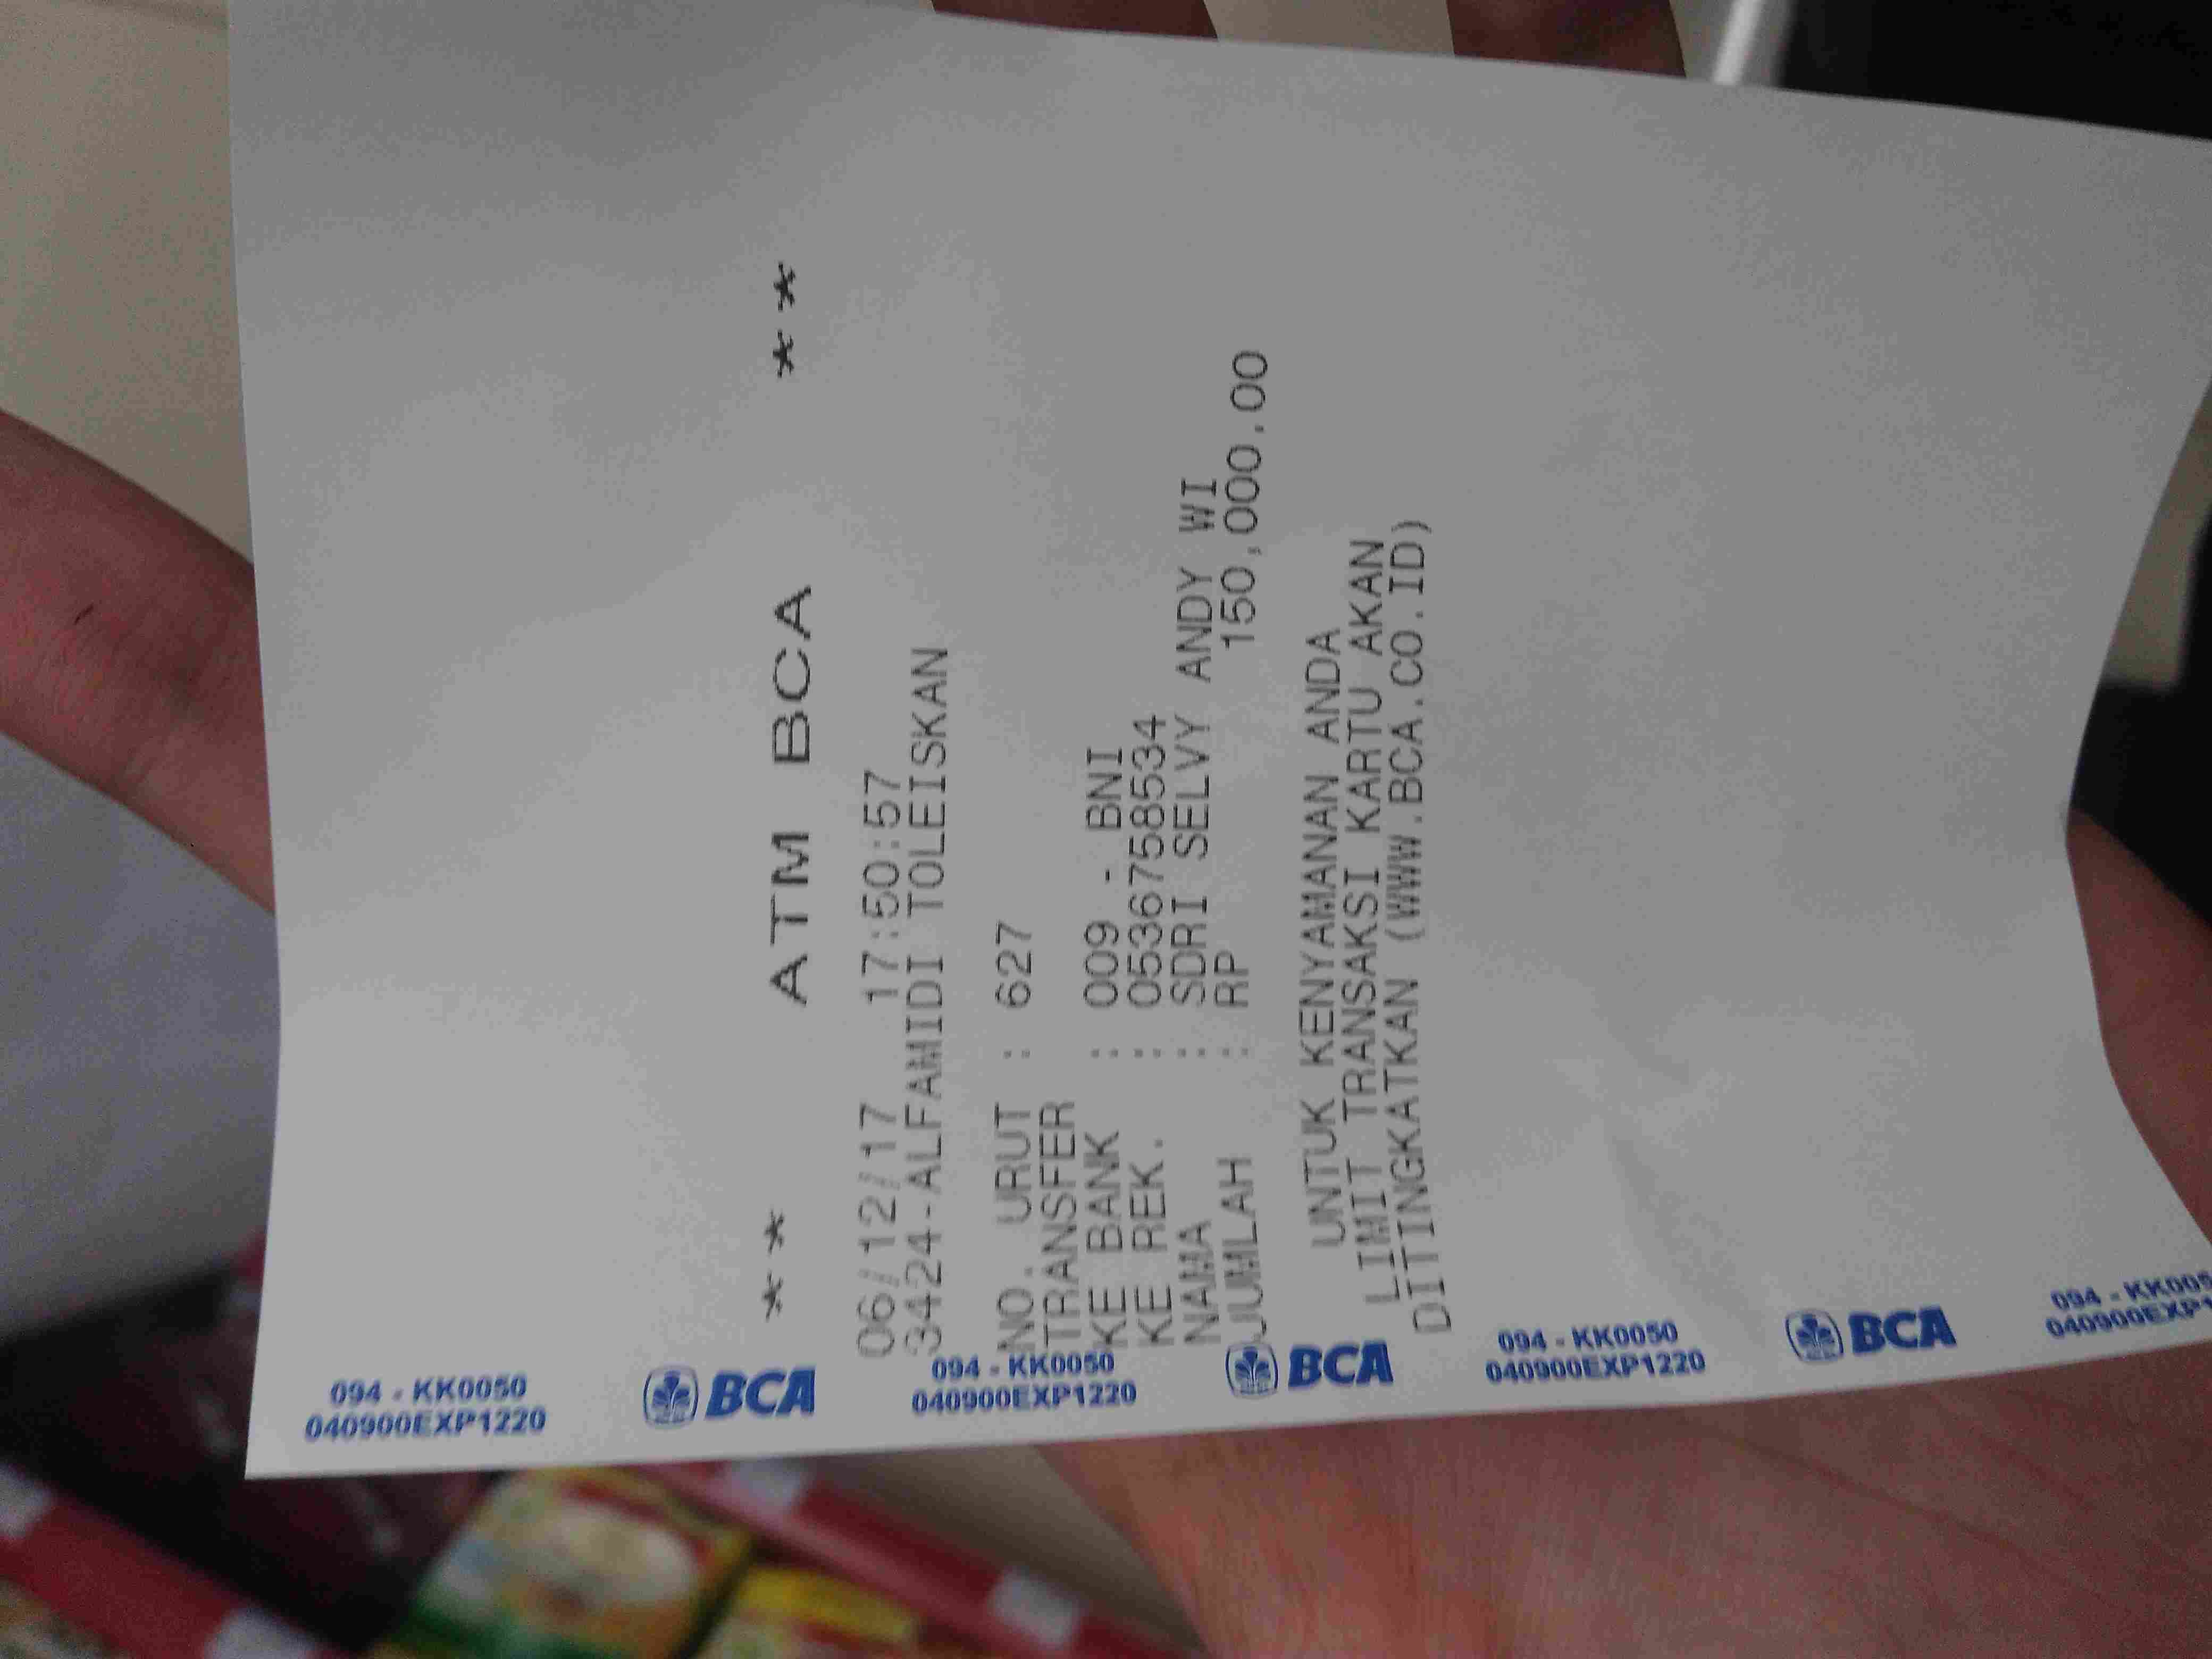 ** ATM BCA **
06/12/17 17:50:57
3424-ALFAMIDI TOLEISKAN
NO. URUT : 627
TRANSFER
KE BANK : 009 - BNI
KE REK. : 0536758534
NAMA : SDRI SELVY ANDY WI
JUMLAH : RP 150,000.00
UNTUK KENYAMANAN ANDA
LIMIT TRANSAKSI KARTU AKAN
DITINGKATKAN (WWW.BCA.CO.ID)
094 - KK0050
040900EXP1220
BCA
094 - KK0050
040900EXP1220
BCA
094 - KK0050
040900EXP1220
BCA
094 - KK005
040900EXP1